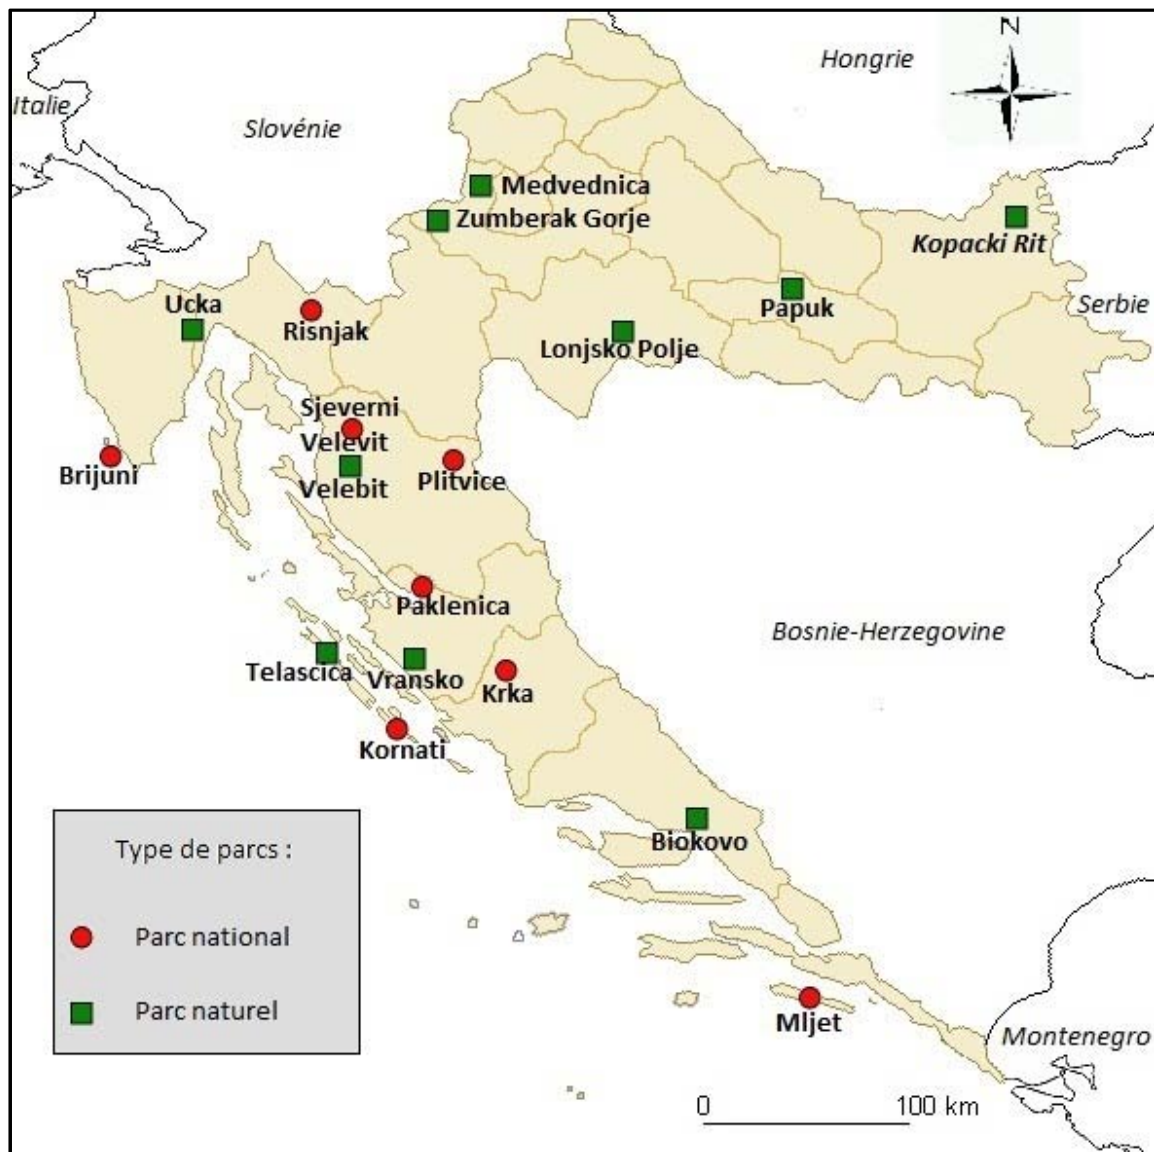 N
Hongrie
Italie
Slovénie
Medvednica
Zumberak Gorje
Kopacki Rit
Ucka
Risnjak
Papuk
Serbie
Lonjsko Polje
Sjeverni
Velevit
Brijuni
Velebit
Plitvice
Paklenica
Bosnie-Herzegovine
Telascica
Vransko
Krka
Kornati
Biokovo
Type de parcs :
Parc national
Parc naturel
Mljet
Montenegro
0 100 km